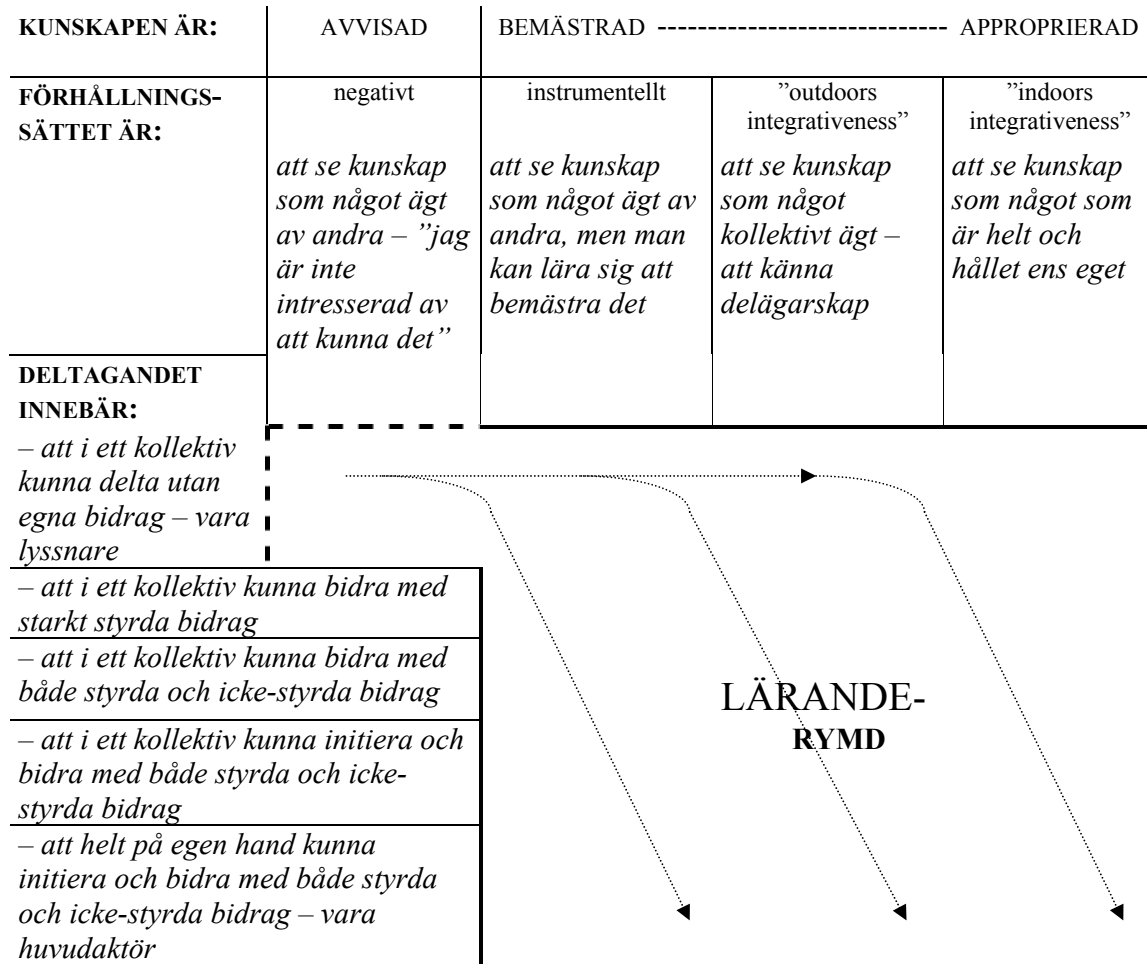 KUNSKAPEN ÄR:
AVVISAD
BEMÄSTRAD ---------------------------- APPROPRIERAD
FÖRHÅLLNINGS-
SÄTTET ÄR:
negativt
att se kunskap
som något ägt
av andra – ”jag
är inte
intresserad av
att kunna det”
instrumentellt
att se kunskap
som något ägt av
andra, men man
kan lära sig att
bemästra det
”outdoors
integrativeness”
att se kunskap
som något
kollektivt ägt –
att känna
delägarskap
”indoors
integrativeness”
att se kunskap
som något som
är helt och
hållet ens eget
DELTAGANDET
INNEBÄR:
– att i ett kollektiv
kunna delta utan
egna bidrag – vara
lyssnare
– att i ett kollektiv kunna bidra med
starkt styrda bidrag
– att i ett kollektiv kunna bidra med
både styrda och icke-styrda bidrag
– att i ett kollektiv kunna initiera och
bidra med både styrda och icke-
styrda bidrag
– att helt på egen hand kunna
initiera och bidra med både styrda
och icke-styrda bidrag – vara
huvudaktör
LÄRANDE-
RYMD